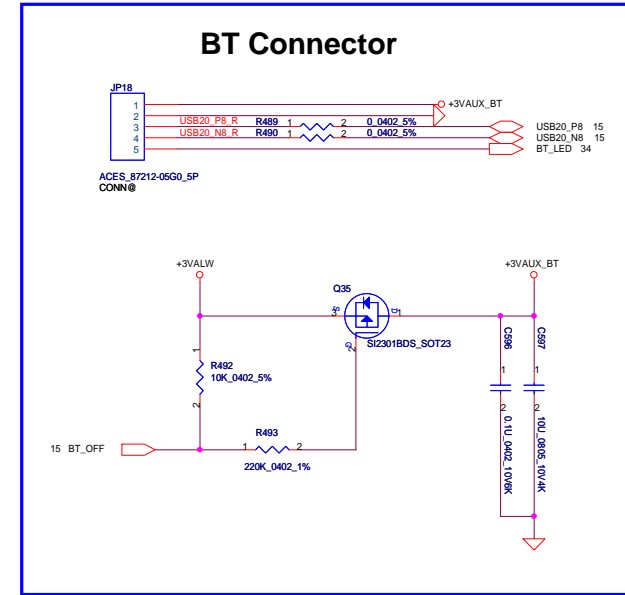 BT Connector
JP18
1
2
3
4
5
+3VAUX_BT
USB20_P8_R R489 1 2 0_0402_5% USB20_P8 15
USB20_N8_R R490 1 2 0_0402_5% USB20_N8 15
BT_LED 34
ACES_87212-05G0_5P
CONN@
+3VALW
+3VAUX_BT
Q35
3 S
D 1
G
2
SI2301BDS_SOT23
1
R492
10K_0402_5%
2
15 BT_OFF
R493
1 2
220K_0402_1%
C596
1
2
0.1U_0402_10V6K
C597
1
2
10U_0805_10V4K